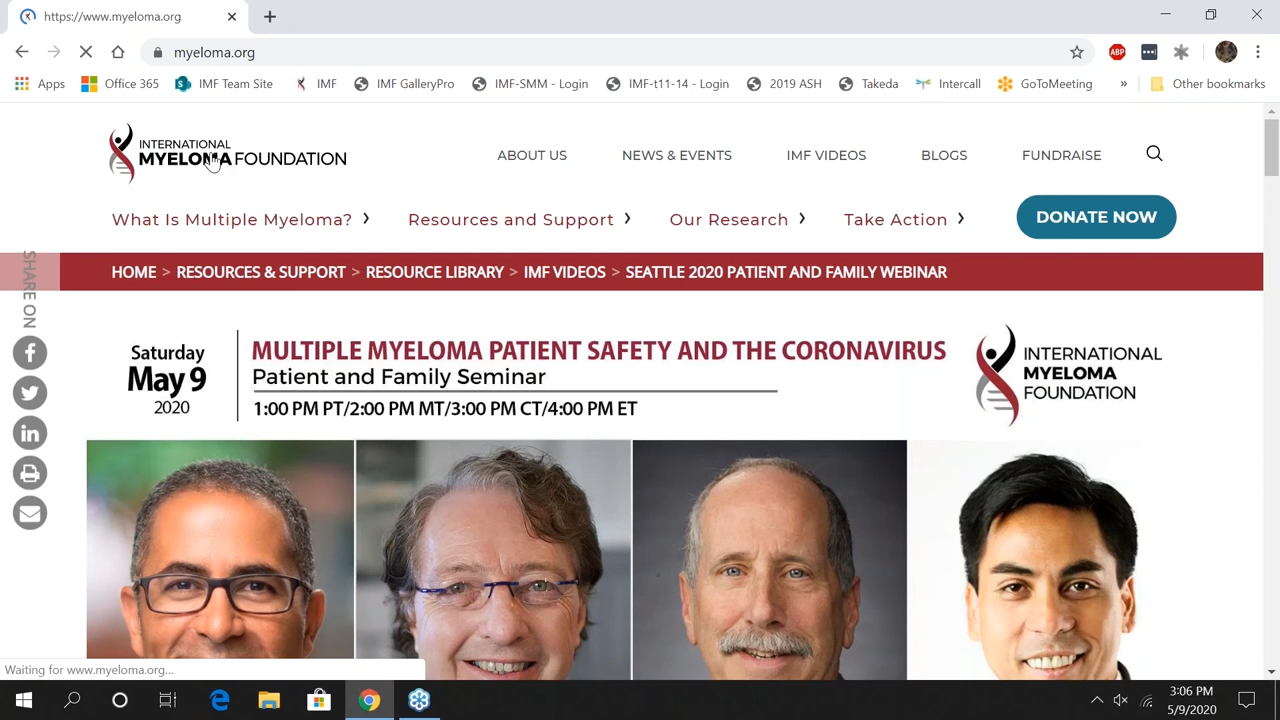 https://www.myeloma.org
myeloma.org
ABP
Apps
Office 365
IMF Team Site
IMF
IMF GalleryPro
IMF-SMM - Login
IMF-t11-14 - Login
2019 ASH
Takeda
Intercall
GoToMeeting
»
Other bookmarks
INTERNATIONAL
MYELOMA FOUNDATION
ABOUT US
NEWS & EVENTS
IMF VIDEOS
BLOGS
FUNDRAISE
What Is Multiple Myeloma?
Resources and Support
Our Research
Take Action
DONATE NOW
HOME > RESOURCES & SUPPORT > RESOURCE LIBRARY > IMF VIDEOS > SEATTLE 2020 PATIENT AND FAMILY WEBINAR
SHARE ON
Saturday
May 9
2020
MULTIPLE MYELOMA PATIENT SAFETY AND THE CORONAVIRUS
Patient and Family Seminar
1:00 PM PT/2:00 PM MT/3:00 PM CT/4:00 PM ET
INTERNATIONAL
MYELOMA
FOUNDATION
Waiting for www.myeloma.org...
3:06 PM
5/9/2020